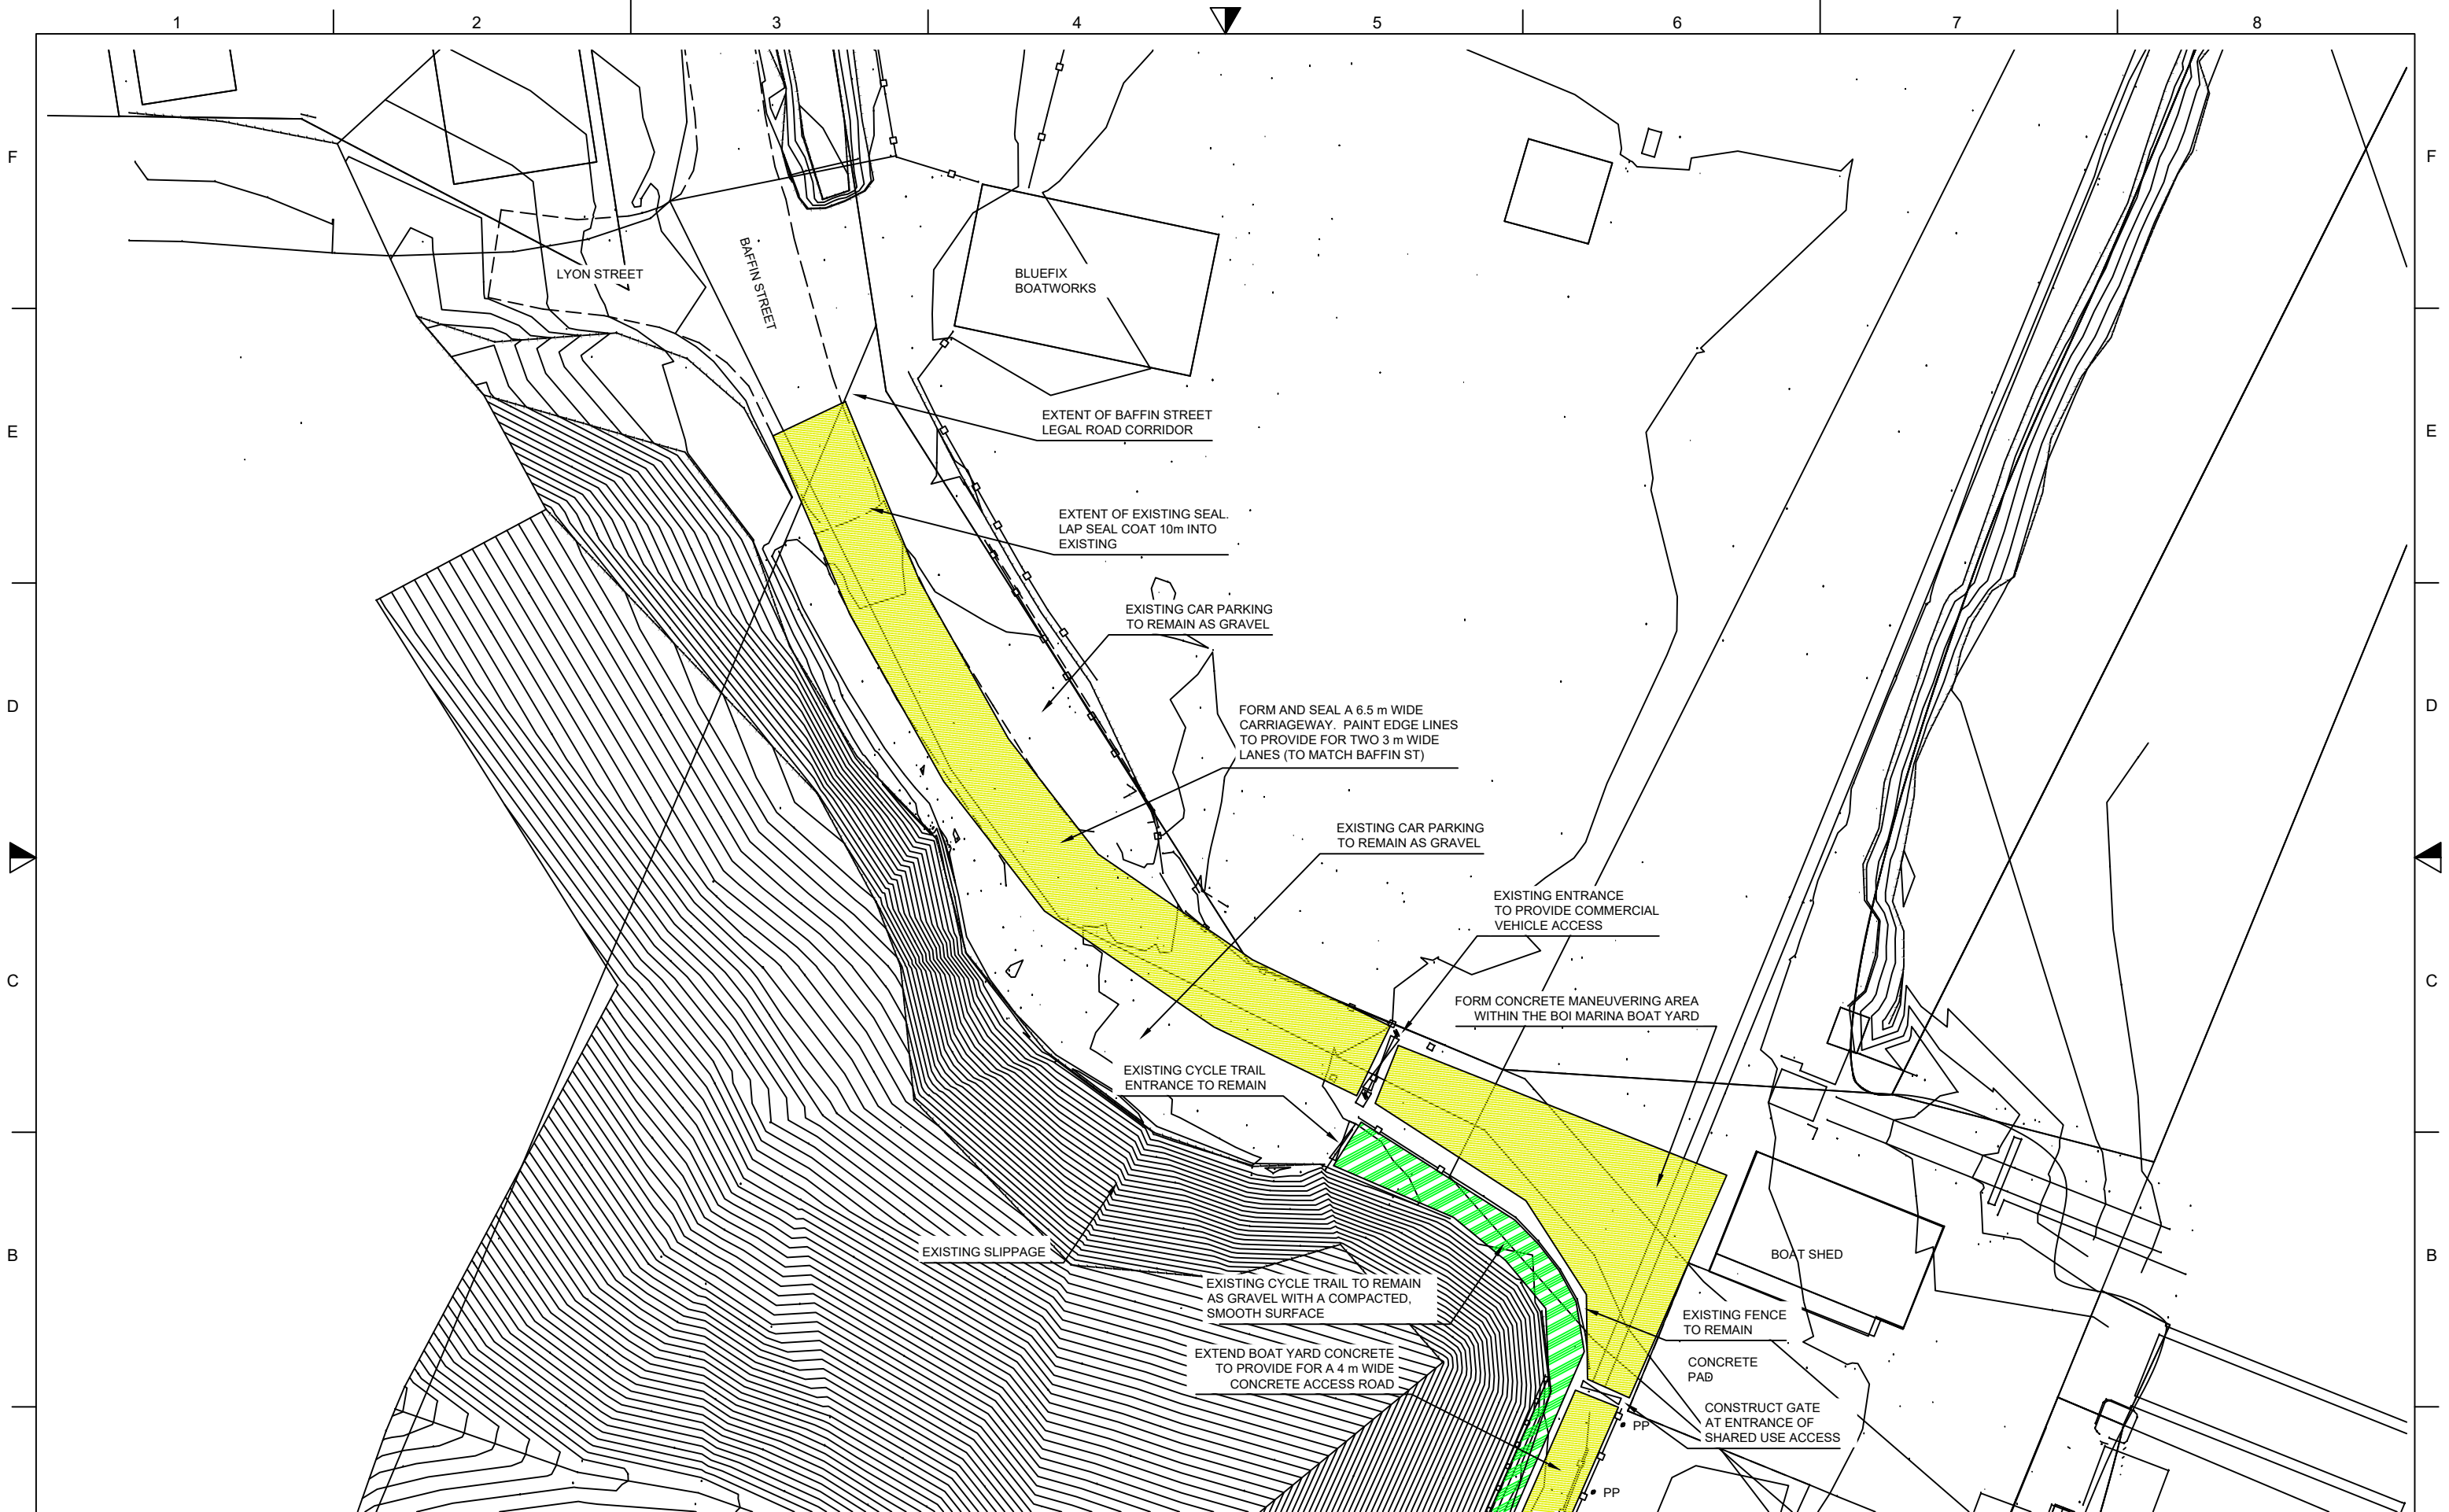 1 2 3 4 5 6 7 8
F F
LYON STREET
BAFFIN STREET
BLUEFIX
BOATWORKS
EXTENT OF BAFFIN STREET
LEGAL ROAD CORRIDOR
E E
EXTENT OF EXISTING SEAL.
LAP SEAL COAT 10m INTO
EXISTING
EXISTING CAR PARKING
TO REMAIN AS GRAVEL
D D
FORM AND SEAL A 6.5 m WIDE
CARRIAGEWAY. PAINT EDGE LINES
TO PROVIDE FOR TWO 3 m WIDE
LANES (TO MATCH BAFFIN ST)
EXISTING CAR PARKING
TO REMAIN AS GRAVEL
EXISTING ENTRANCE
TO PROVIDE COMMERCIAL
VEHICLE ACCESS
C C
FORM CONCRETE MANEUVERING AREA
WITHIN THE BOI MARINA BOAT YARD
EXISTING CYCLE TRAIL
ENTRANCE TO REMAIN
EXISTING SLIPPAGE
B B
BOAT SHED
EXISTING CYCLE TRAIL TO REMAIN
AS GRAVEL WITH A COMPACTED,
SMOOTH SURFACE
EXISTING FENCE
TO REMAIN
EXTEND BOAT YARD CONCRETE
TO PROVIDE FOR A 4 m WIDE
CONCRETE ACCESS ROAD
CONCRETE
PAD
CONSTRUCT GATE
AT ENTRANCE OF
SHARED USE ACCESS
PP
PP